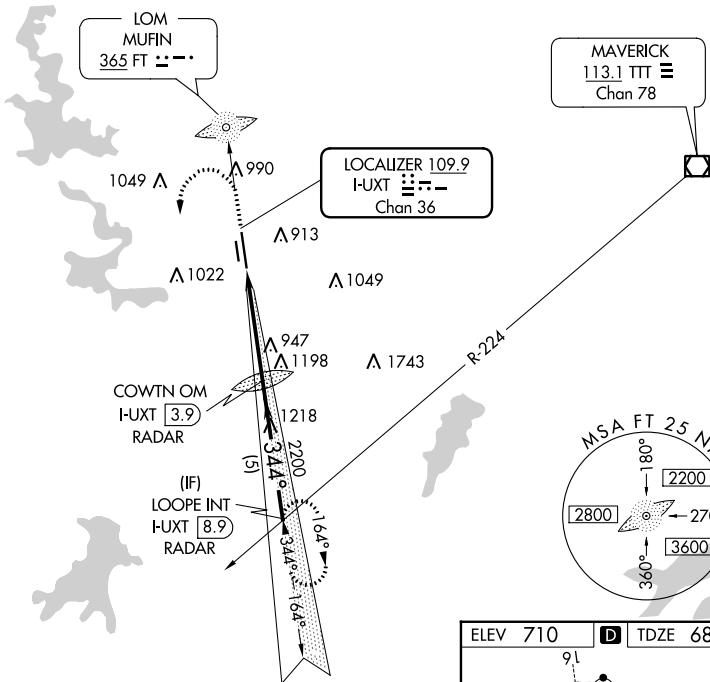 LOM
MUFIN
365 FT
MAVERICK
113.1 TTT
Chan 78
LOCALIZER 109.9
I-UXT
Chan 36
1049
990
913
1022
1049
947
1198
1743
R-224
COWTN OM
I-UXT 3.9
RADAR
1218
2200
344°
(5)
(IF)
LOOPE INT
I-UXT 8.9
RADAR
164°
344°
164°
MSA FT 25
180°
2200
2800
270
3600
360°
ELEV 710
D
TDZE 68
16